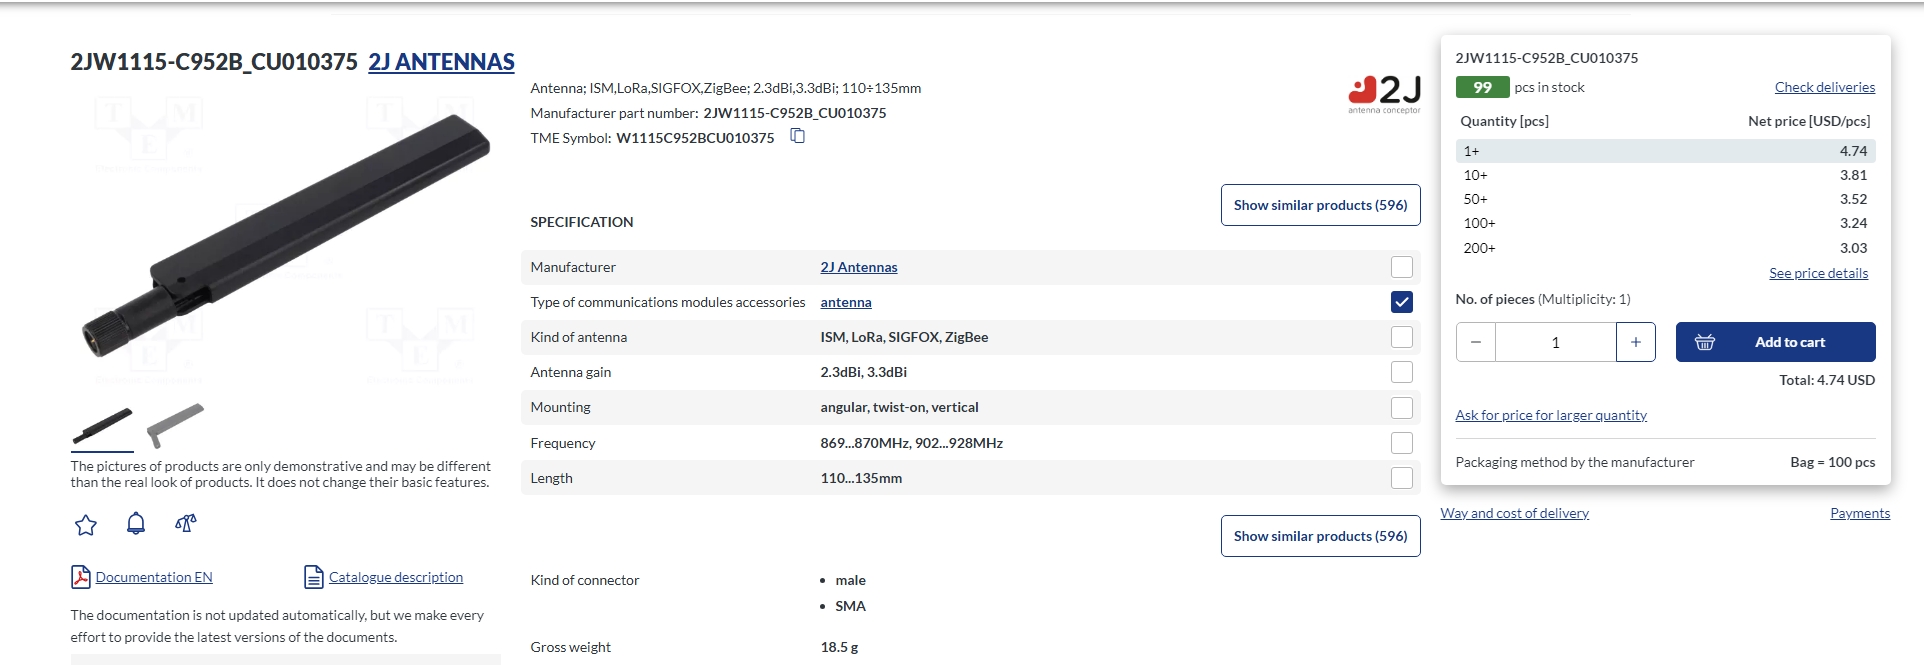 2JW1115-C952B_CU010375 2J ANTENNAS
Antenna; ISM,LoRa,SIGFOX,ZigBee; 2.3dBi,3.3dBi; 110÷135mm
Manufacturer part number: 2JW1115-C952B_CU010375
TME Symbol: W1115C952BCU010375
2J
antenna conceptor
T M E
T M E
T M E
The pictures of products are only demonstrative and may be different
than the real look of products. It does not change their basic features.
Documentation EN
Catalogue description
The documentation is not updated automatically, but we make every
effort to provide the latest versions of the documents.
Show similar products (596)
SPECIFICATION
Manufacturer 2J Antennas
Type of communications modules accessories antenna
Kind of antenna ISM, LoRa, SIGFOX, ZigBee
Antenna gain 2.3dBi, 3.3dBi
Mounting angular, twist-on, vertical
Frequency 869...870MHz, 902...928MHz
Length 110...135mm
Show similar products (596)
Kind of connector • male
• SMA
Gross weight 18.5 g
2JW1115-C952B_CU010375
99 pcs in stock Check deliveries
Quantity [pcs] Net price [USD/pcs]
1+ 4.74
10+ 3.81
50+ 3.52
100+ 3.24
200+ 3.03
See price details
No. of pieces (Multiplicity: 1)
− 1 + Add to cart
Total: 4.74 USD
Ask for price for larger quantity
Packaging method by the manufacturer Bag = 100 pcs
Way and cost of delivery Payments